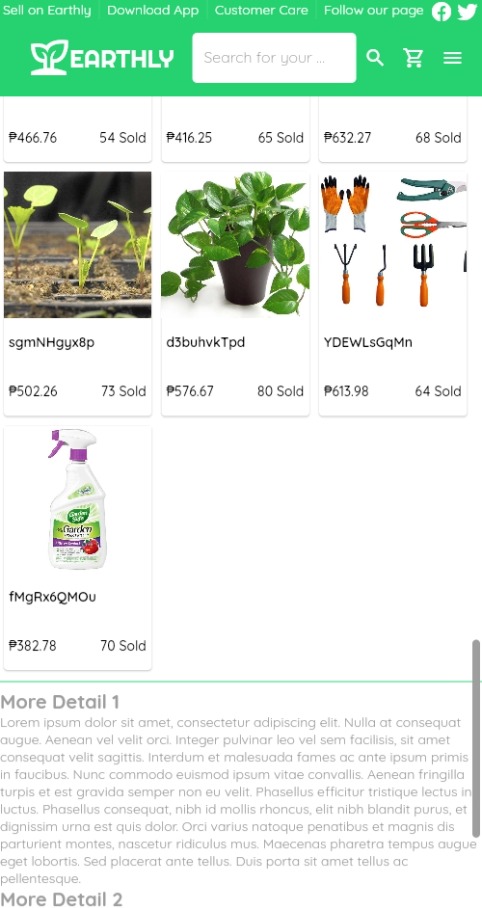 Sell on Earthly Download App Customer Care Follow our page
EARTHLY
Search for your ...
₱466.76 54 Sold
₱416.25 65 Sold
₱632.27 68 Sold
sgmNHgyx8p
₱502.26 73 Sold
d3buhvkTpd
₱576.67 80 Sold
YDEWLsGqMn
₱613.98 64 Sold
Garden
Safe
Garden
fMgRx6QMOu
₱382.78 70 Sold
More Detail 1
Lorem ipsum dolor sit amet, consectetur adipiscing elit. Nulla at consequat
augue. Aenean vel velit orci. Integer pulvinar leo vel sem facilisis, sit amet
consequat velit sagittis. Interdum et malesuada fames ac ante ipsum primis
in faucibus. Nunc commodo euismod ipsum vitae convallis. Aenean fringilla
turpis et est gravida semper non eu velit. Phasellus efficitur tristique lectus in
luctus. Phasellus consequat, nibh id mollis rhoncus, elit nibh blandit purus, et
dignissim urna est quis dolor. Orci varius natoque penatibus et magnis dis
parturient montes, nascetur ridiculus mus. Maecenas pharetra tempus augue
eget lobortis. Sed placerat ante tellus. Duis porta sit amet tellus ac
pellentesque.
More Detail 2